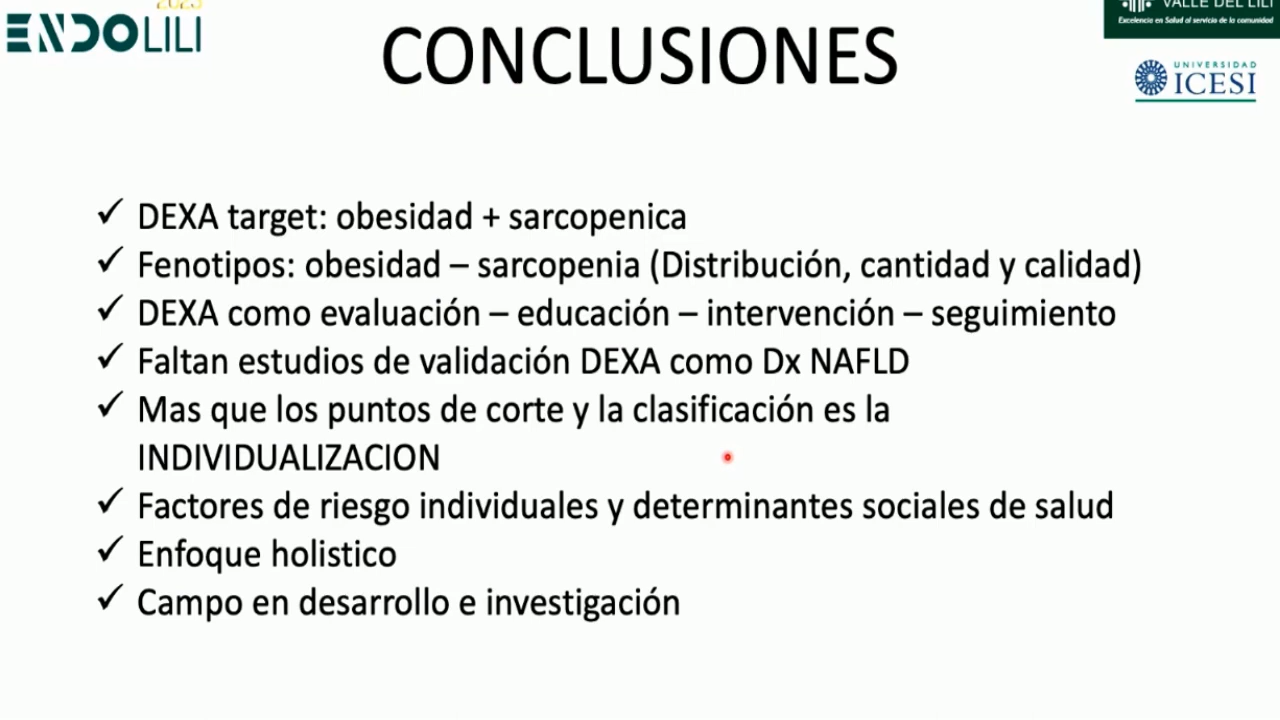 ENDOLILI
VALLE DEL LILI
Excelencia en Salud al servicio de la comunidad
UNIVERSIDAD
ICESI
CONCLUSIONES
✓ DEXA target: obesidad + sarcopenica
✓ Fenotipos: obesidad – sarcopenia (Distribución, cantidad y calidad)
✓ DEXA como evaluación – educación – intervención – seguimiento
✓ Faltan estudios de validación DEXA como Dx NAFLD
✓ Mas que los puntos de corte y la clasificación es la
INDIVIDUALIZACION
✓ Factores de riesgo individuales y determinantes sociales de salud
✓ Enfoque holistico
✓ Campo en desarrollo e investigación